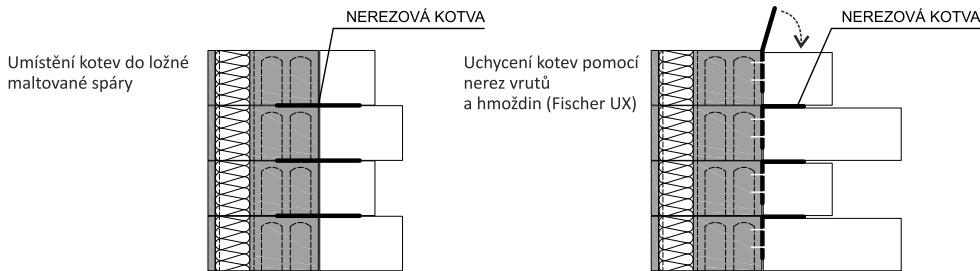 NEREZOVÁ KOTVA
Umístění kotev do ložné
maltované spáry
NEREZOVÁ KOTVA
Uchycení kotev pomocí
nerez vrutů
a hmoždin (Fischer UX)